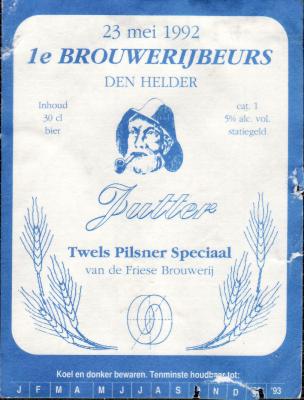 23 mei 1992
1e BROUWERIJBEURS
DEN HELDER
Inhoud
30 cl
bier
cat. 1
5% alc. vol.
statiegeld
Jutter
Twels Pilsner Speciaal
van de Friese Brouwerij
Koel en donker bewaren. Tenminste houdbaar tot:
J F M A M J J A S N '93